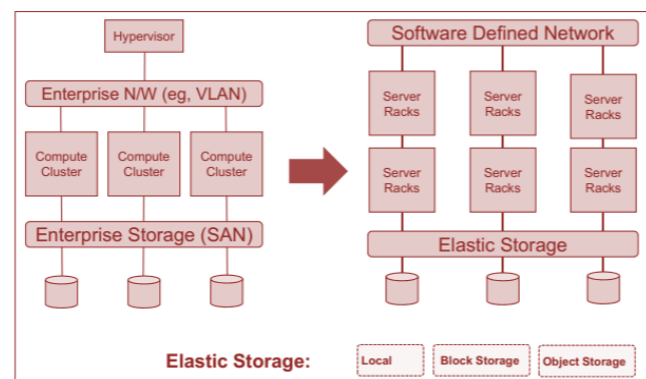 Hypervisor
Enterprise N/W (eg, VLAN)
Compute
Cluster
Compute
Cluster
Compute
Cluster
Enterprise Storage (SAN)
Software Defined Network
Server
Racks
Server
Racks
Server
Racks
Server
Racks
Server
Racks
Server
Racks
Elastic Storage
Elastic Storage:
Local
Block Storage
Object Storage